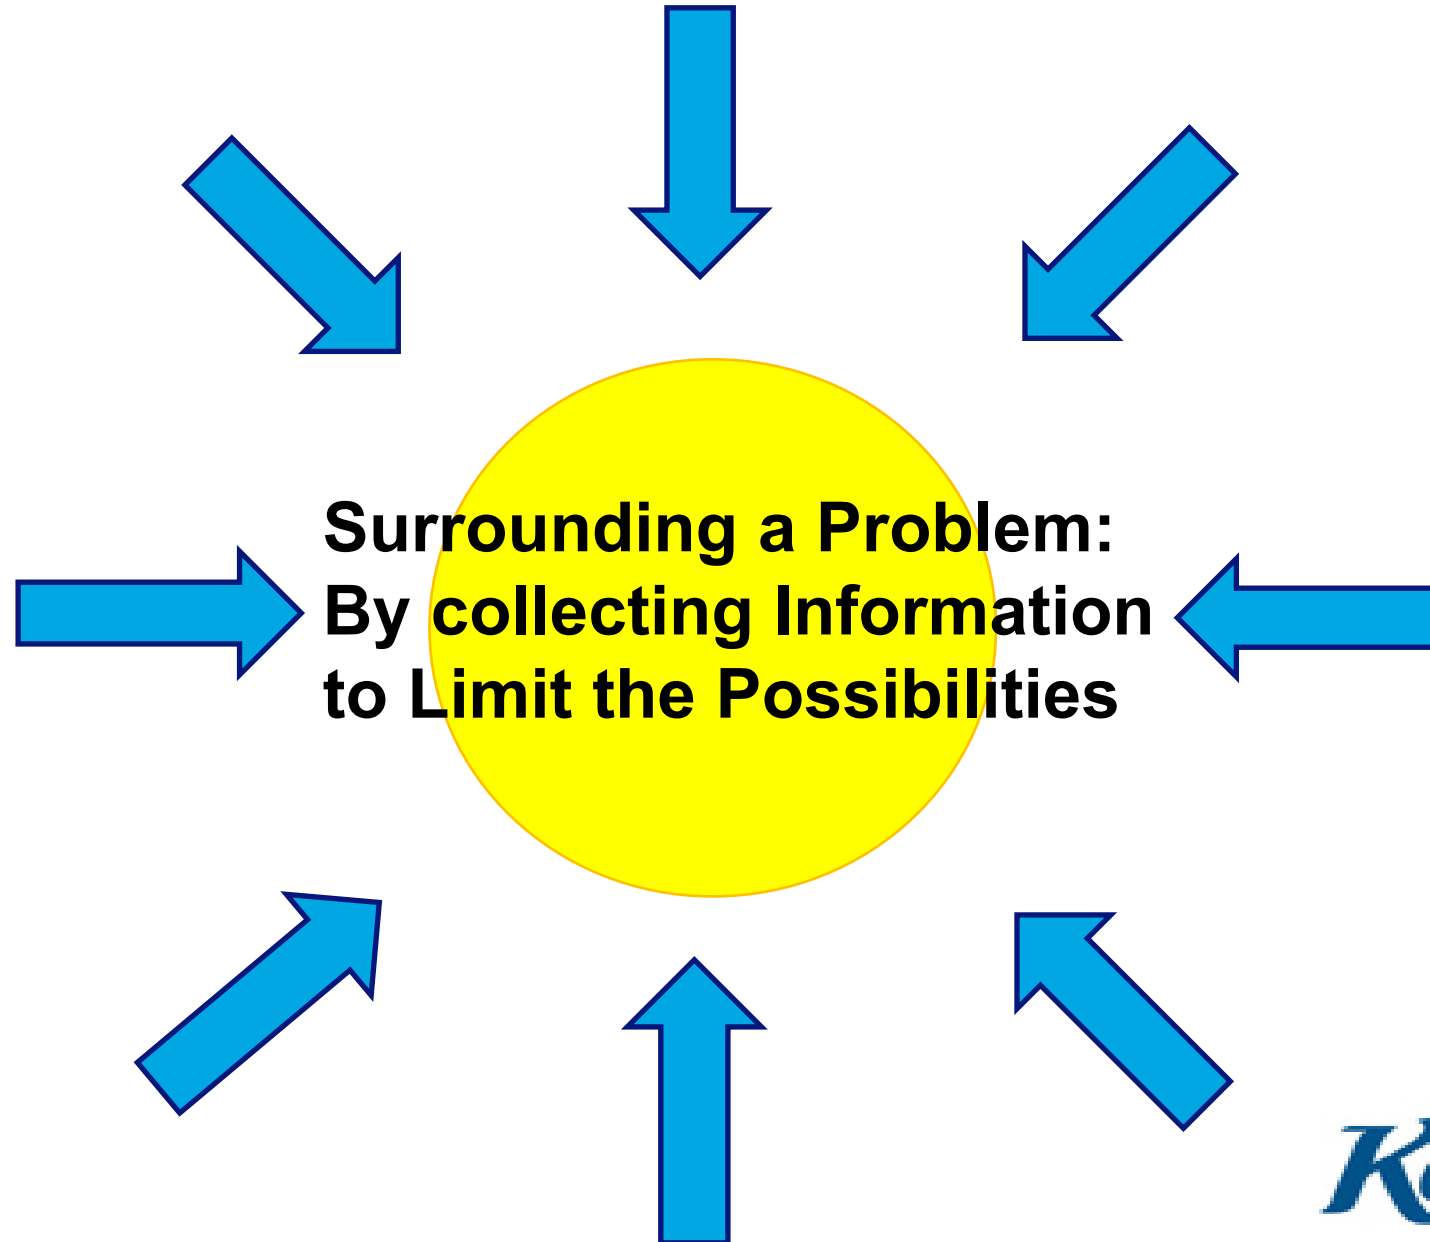 Surrounding a Problem:
By collecting Information
to Limit the Possibilities